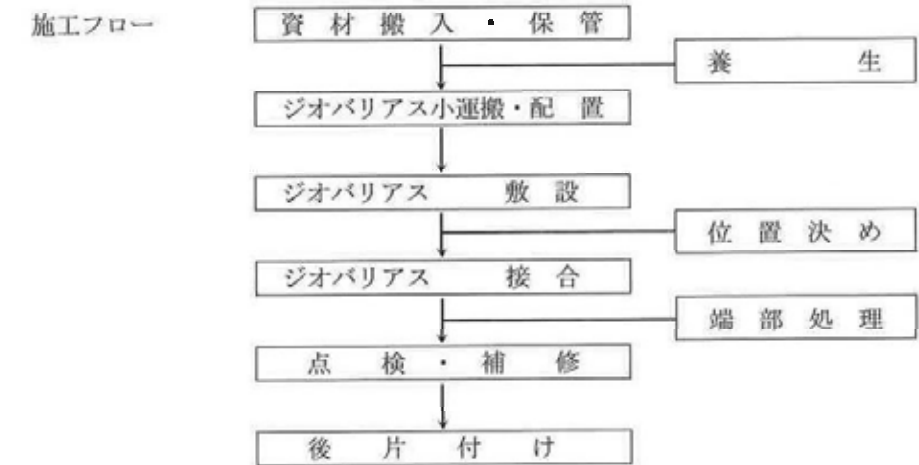 施工フロー
資材搬入・保管
養生
ジオバリアス小運搬・配置
ジオバリアス 敷設
位置決め
ジオバリアス 接合
端部処理
点検・補修
後片付け